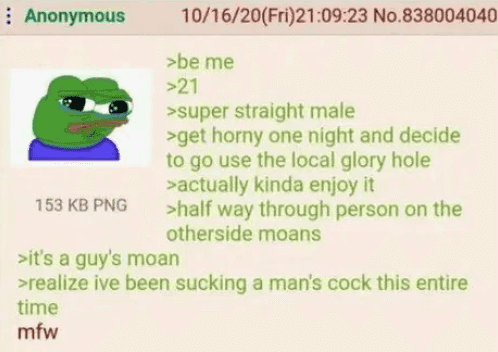 Anonymous 10/16/20(Fri)21:09:23 No.838004040
>be me
>21
>super straight male
>get horny one night and decide
to go use the local glory hole
>actually kinda enjoy it
>half way through person on the
otherside moans
153 KB PNG
>it's a guy's moan
>realize ive been sucking a man's cock this entire
time
mfw